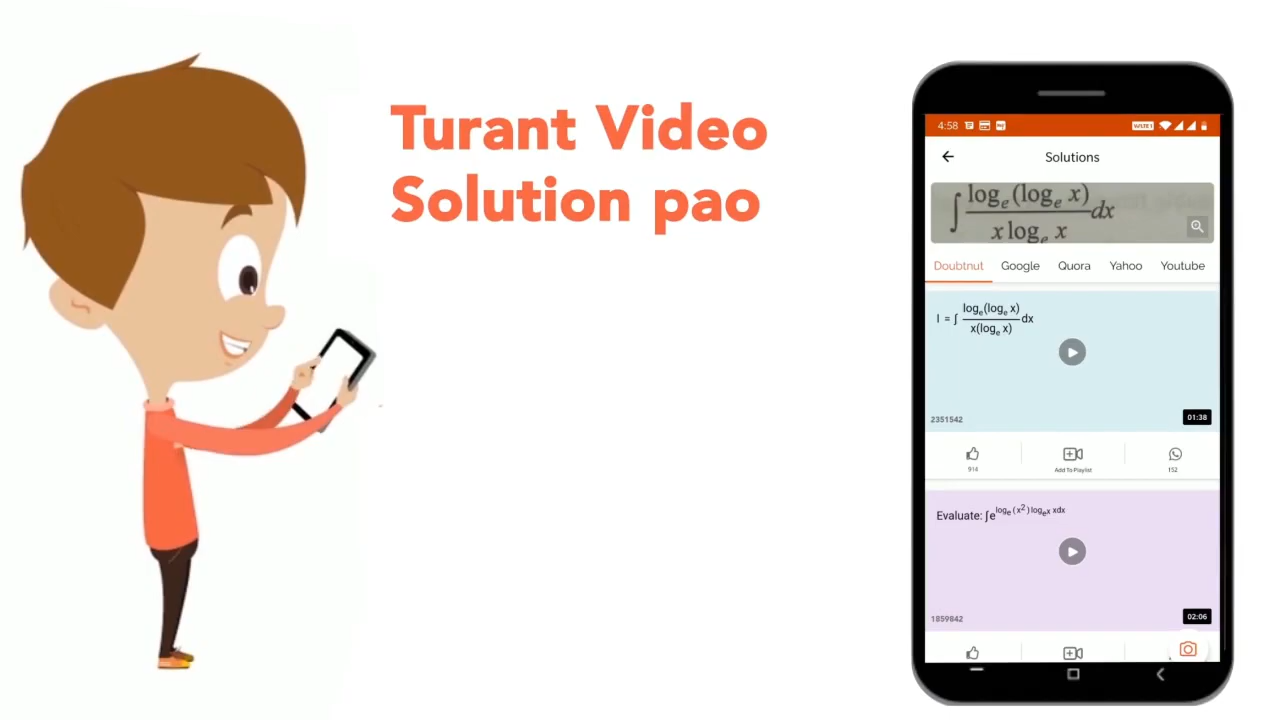 Turant Video
Solution pao
4:58
Solutions
∫ logₑ(logₑ x) / x logₑ x dx
Doubtnut Google Quora Yahoo Youtube
I = ∫ logₑ(logₑ x) / x(logₑ x) dx
2351542 01:38
914 Add To Playlist 152
Evaluate: ∫e^logₑ(x²)logₑx xdx
1859842 02:06